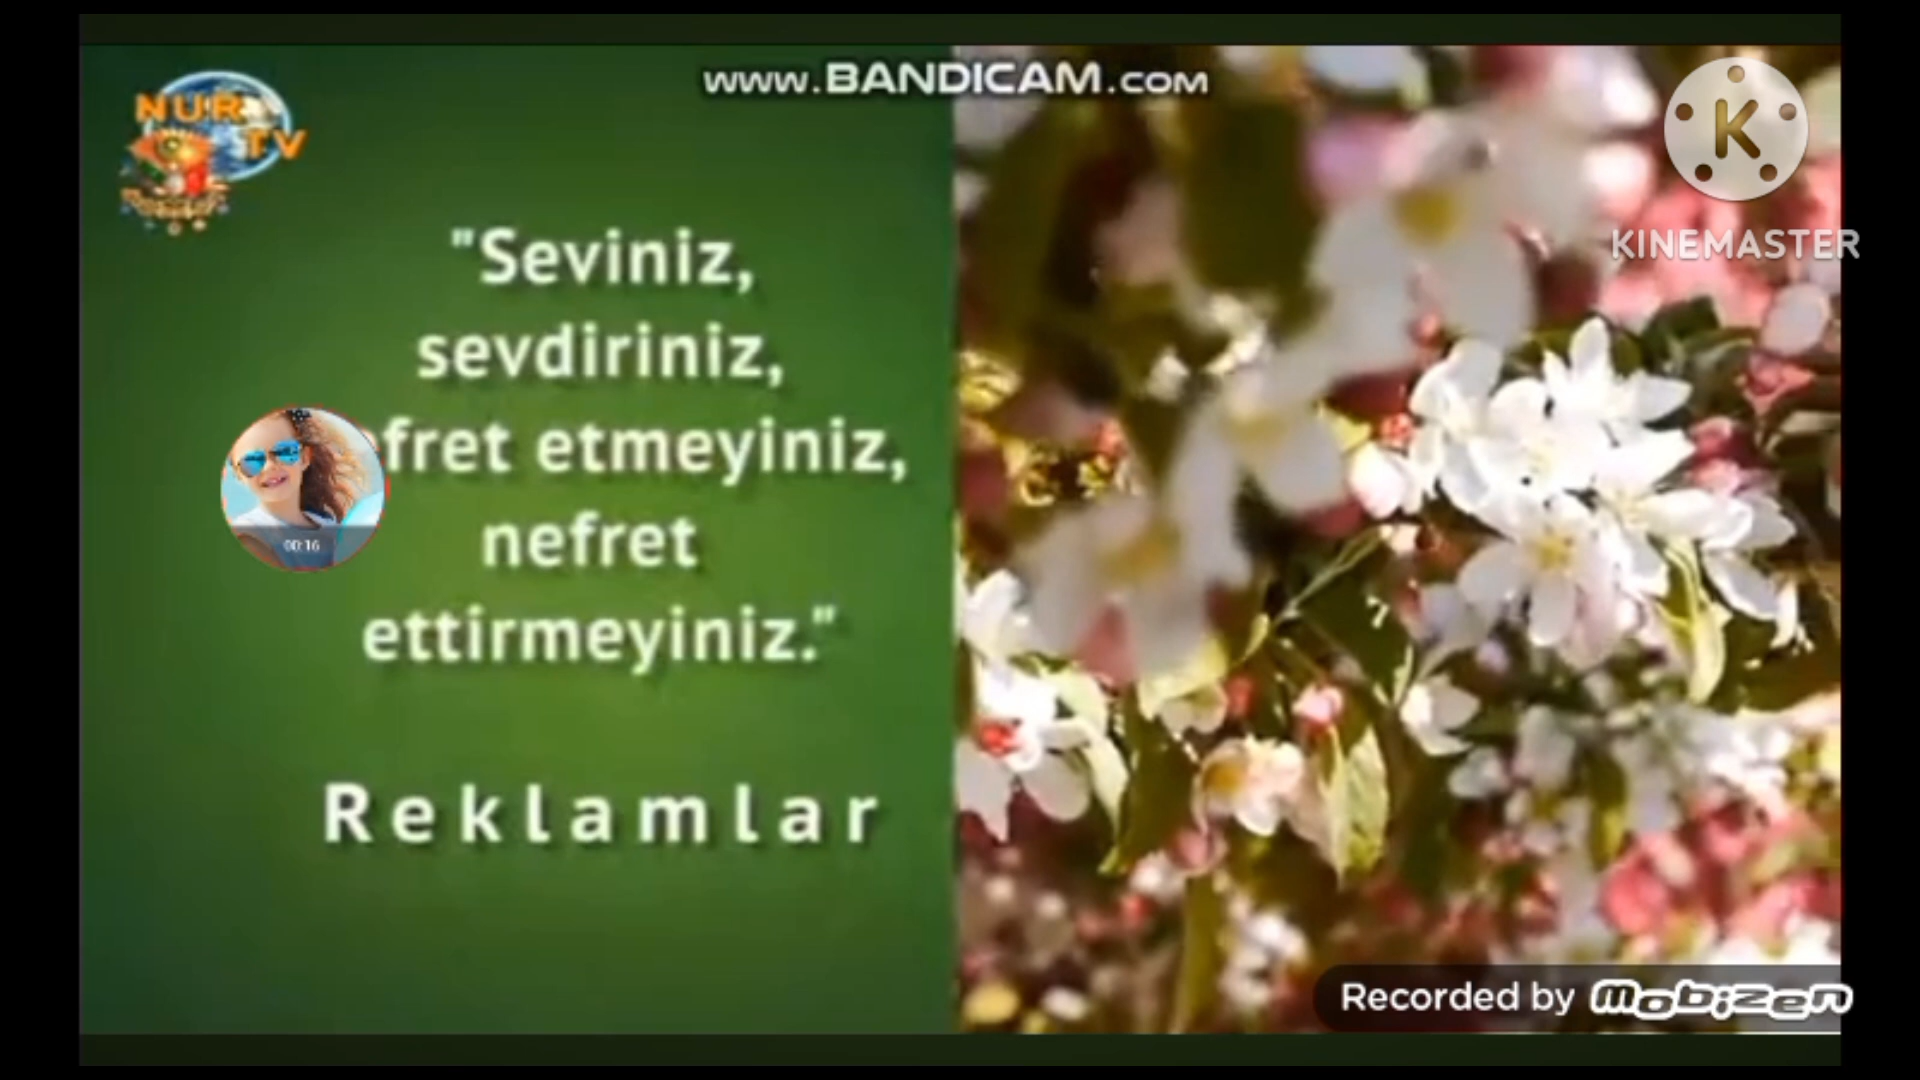 www.BANDICAM.com
NUR
TV
K
KINEMASTER
"Seviniz,
sevdiriniz,
fret etmeyiniz,
nefret
ettirmeyiniz."
00:16
Reklamlar
Recorded by mobizen